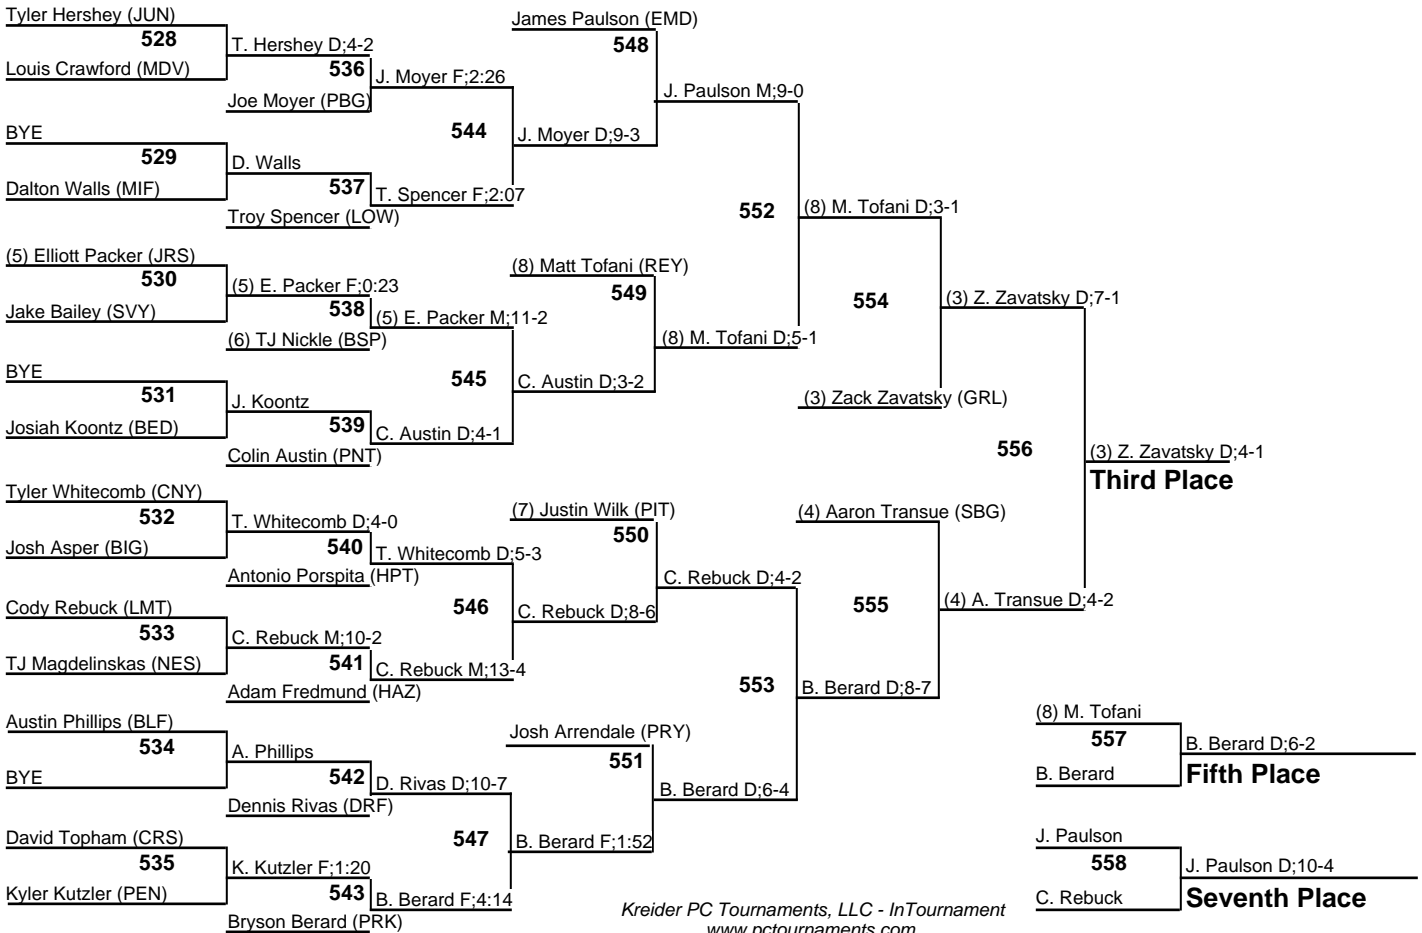 Tyler Hershey (JUN)
528
Louis Crawford (MDV)
T. Hershey D;4-2
536
Joe Moyer (PBG)
J. Moyer F;2:26
BYE
529
Dalton Walls (MIF)
D. Walls
537
Troy Spencer (LOW)
T. Spencer F;2:07
544
J. Moyer D;9-3
James Paulson (EMD)
548
J. Paulson M;9-0
(5) Elliott Packer (JRS)
530
Jake Bailey (SVY)
(5) E. Packer F;0:23
538
(6) TJ Nickle (BSP)
(5) E. Packer M;11-2
BYE
531
Josiah Koontz (BED)
J. Koontz
539
Colin Austin (PNT)
C. Austin D;4-1
545
C. Austin D;3-2
(8) Matt Tofani (REY)
549
(8) M. Tofani D;5-1
552
(8) M. Tofani D;3-1
554
(3) Zack Zavatsky (GRL)
(3) Z. Zavatsky D;7-1
Tyler Whitecomb (CNY)
532
Josh Asper (BIG)
T. Whitecomb D;4-0
540
Antonio Porspita (HPT)
T. Whitecomb D;5-3
Cody Rebuck (LMT)
533
TJ Magdelinskas (NES)
C. Rebuck M;10-2
541
Adam Fredmund (HAZ)
C. Rebuck M;13-4
546
C. Rebuck D;8-6
(7) Justin Wilk (PIT)
550
C. Rebuck D;4-2
Austin Phillips (BLF)
534
BYE
A. Phillips
542
Dennis Rivas (DRF)
D. Rivas D;10-7
David Topham (CRS)
535
Kyler Kutzler (PEN)
K. Kutzler F;1:20
543
Bryson Berard (PRK)
B. Berard F;4:14
547
B. Berard F;1:52
Josh Arrendale (PRY)
551
B. Berard D;6-4
553
B. Berard D;8-7
(4) Aaron Transue (SBG)
555
(4) A. Transue D;4-2
556
(3) Z. Zavatsky D;4-1
Third Place
(8) M. Tofani
557
B. Berard
B. Berard D;6-2
Fifth Place
J. Paulson
558
C. Rebuck
J. Paulson D;10-4
Seventh Place
Kreider PC Tournaments, LLC - InTournament
www.pctournaments.com